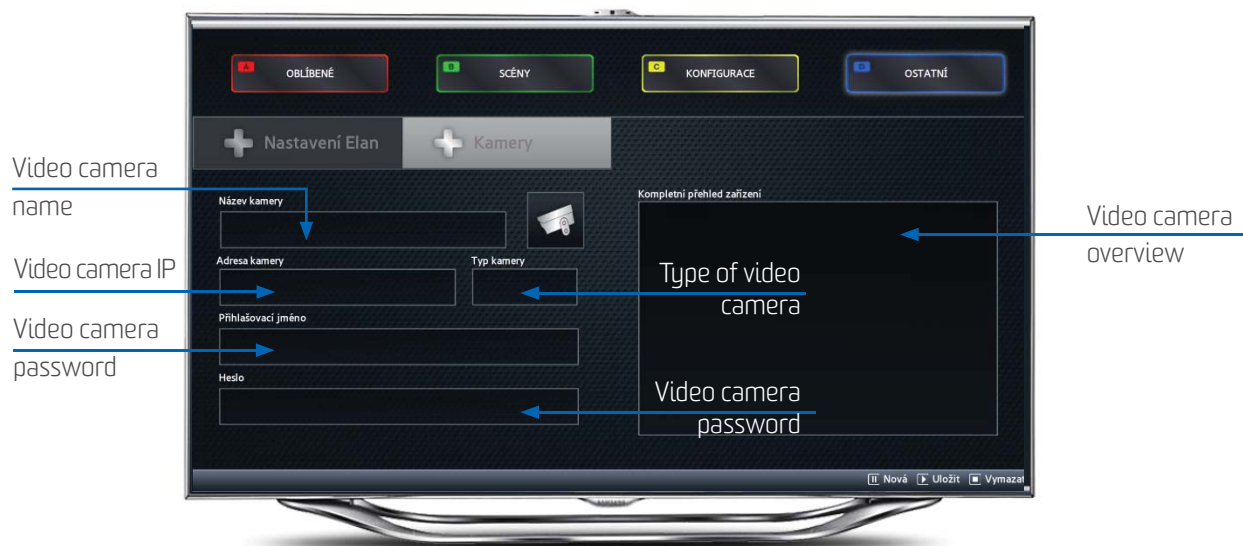 A OBLÍBENÉ
B SCÉNY
C KONFIGURACE
D OSTATNÍ
Nastavení Elan
Kamery
Video camera
name
Název kamery
Kompletní přehled zařízení
Video camera
overview
Video camera IP
Adresa kamery
Typ kamery
Type of video
camera
Video camera
password
Přihlašovací jméno
Heslo
Video camera
password
Nová
Uložit
Vymazat